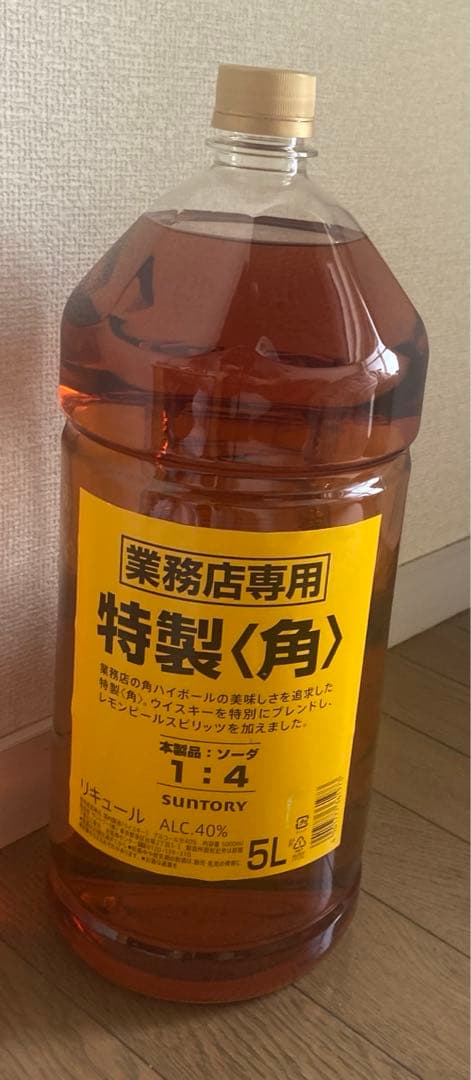 業務店専用
特製〈角〉
業務店の角ハイボールの美味しさを追求した
特製〈角〉。ウイスキーを特別にブレンドし、
レモンピールスピリッツを加えました。
本製品：ソーダ
1：4
SUNTORY
リキュール
ALC.40%
5L